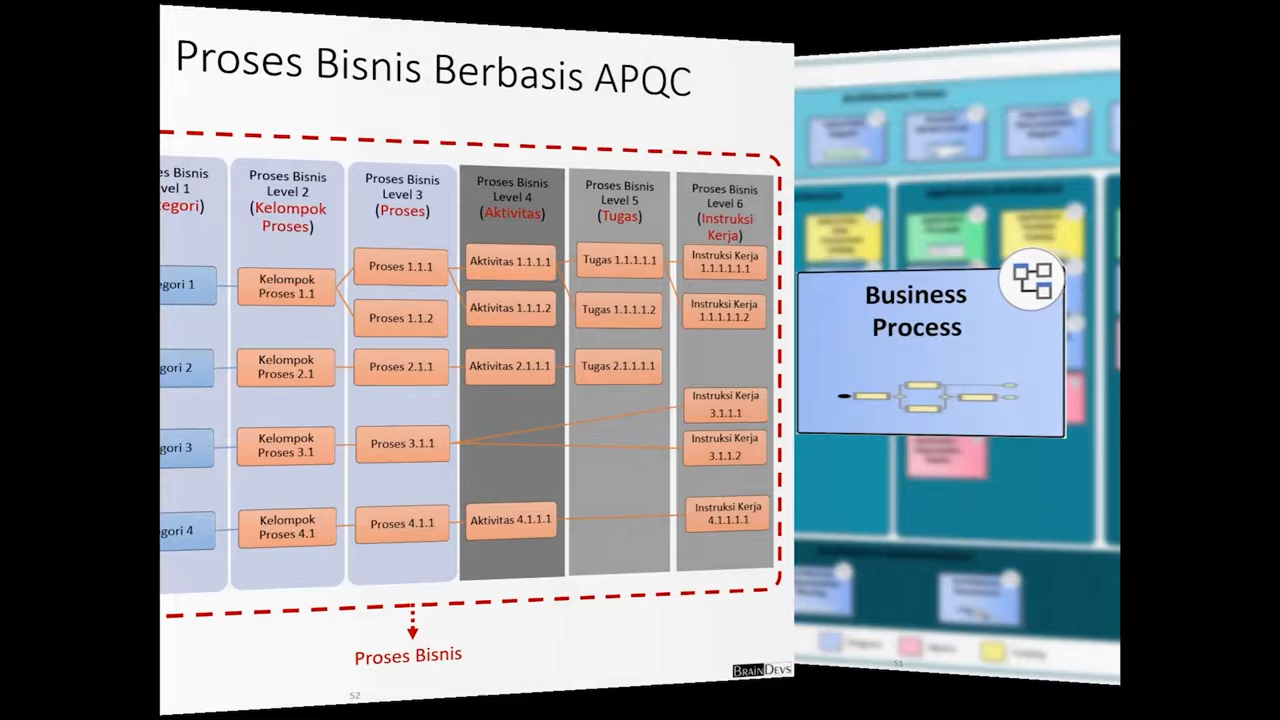 Proses Bisnis Berbasis APQC
es Bisnis
vel 1
egori)
Proses Bisnis
Level 2
(Kelompok
Proses)
Proses Bisnis
Level 3
(Proses)
Proses Bisnis
Level 4
(Aktivitas)
Proses Bisnis
Level 5
(Tugas)
Proses Bisnis
Level 6
(Instruksi
Kerja)
egori 1
Kelompok
Proses 1.1
Proses 1.1.1
Aktivitas 1.1.1.1
Tugas 1.1.1.1.1
Instruksi Kerja
1.1.1.1.1.1
Proses 1.1.2
Aktivitas 1.1.1.2
Tugas 1.1.1.1.2
Instruksi Kerja
1.1.1.1.1.2
egori 2
Kelompok
Proses 2.1
Proses 2.1.1
Aktivitas 2.1.1.1
Tugas 2.1.1.1.1
Instruksi Kerja
3.1.1.1
egori 3
Kelompok
Proses 3.1
Proses 3.1.1
Instruksi Kerja
3.1.1.2
gori 4
Kelompok
Proses 4.1
Proses 4.1.1
Aktivitas 4.1.1.1
Instruksi Kerja
4.1.1.1.1
Proses Bisnis
BRAINDEVS
52
Business
Process
51